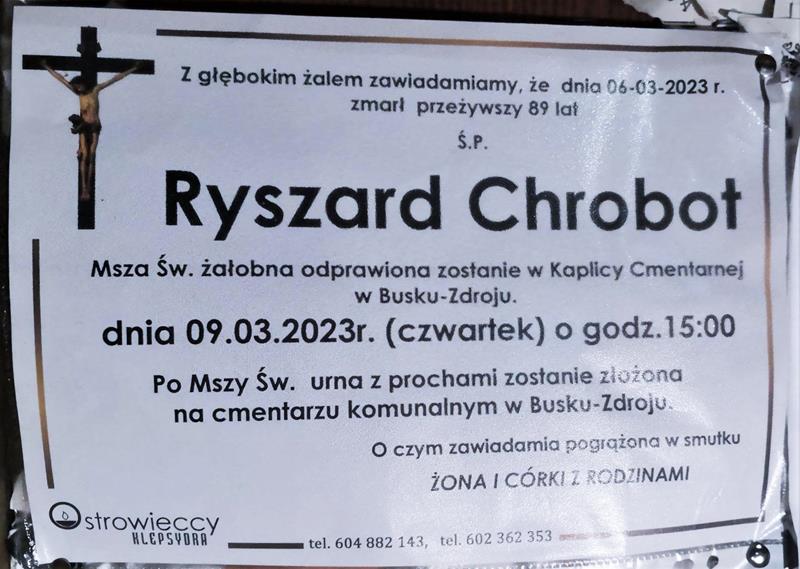 Z głębokim żalem zawiadamiamy, że dnia 06-03-2023 r.
zmarł przeżywszy 89 lat
Ś.P.
Ryszard Chrobot
Msza Św. żałobna odprawiona zostanie w Kaplicy Cmentarnej
w Busku-Zdroju.
dnia 09.03.2023r. (czwartek) o godz.15:00
Po Mszy Św. urna z prochami zostanie złożona
na cmentarzu komunalnym w Busku-Zdroju.
O czym zawiadamia pogrążona w smutku
ŻONA I CÓRKI Z RODZINAMI
Ostrowieccy
KLEPSYDRA
tel. 604 882 143, tel. 602 362 353